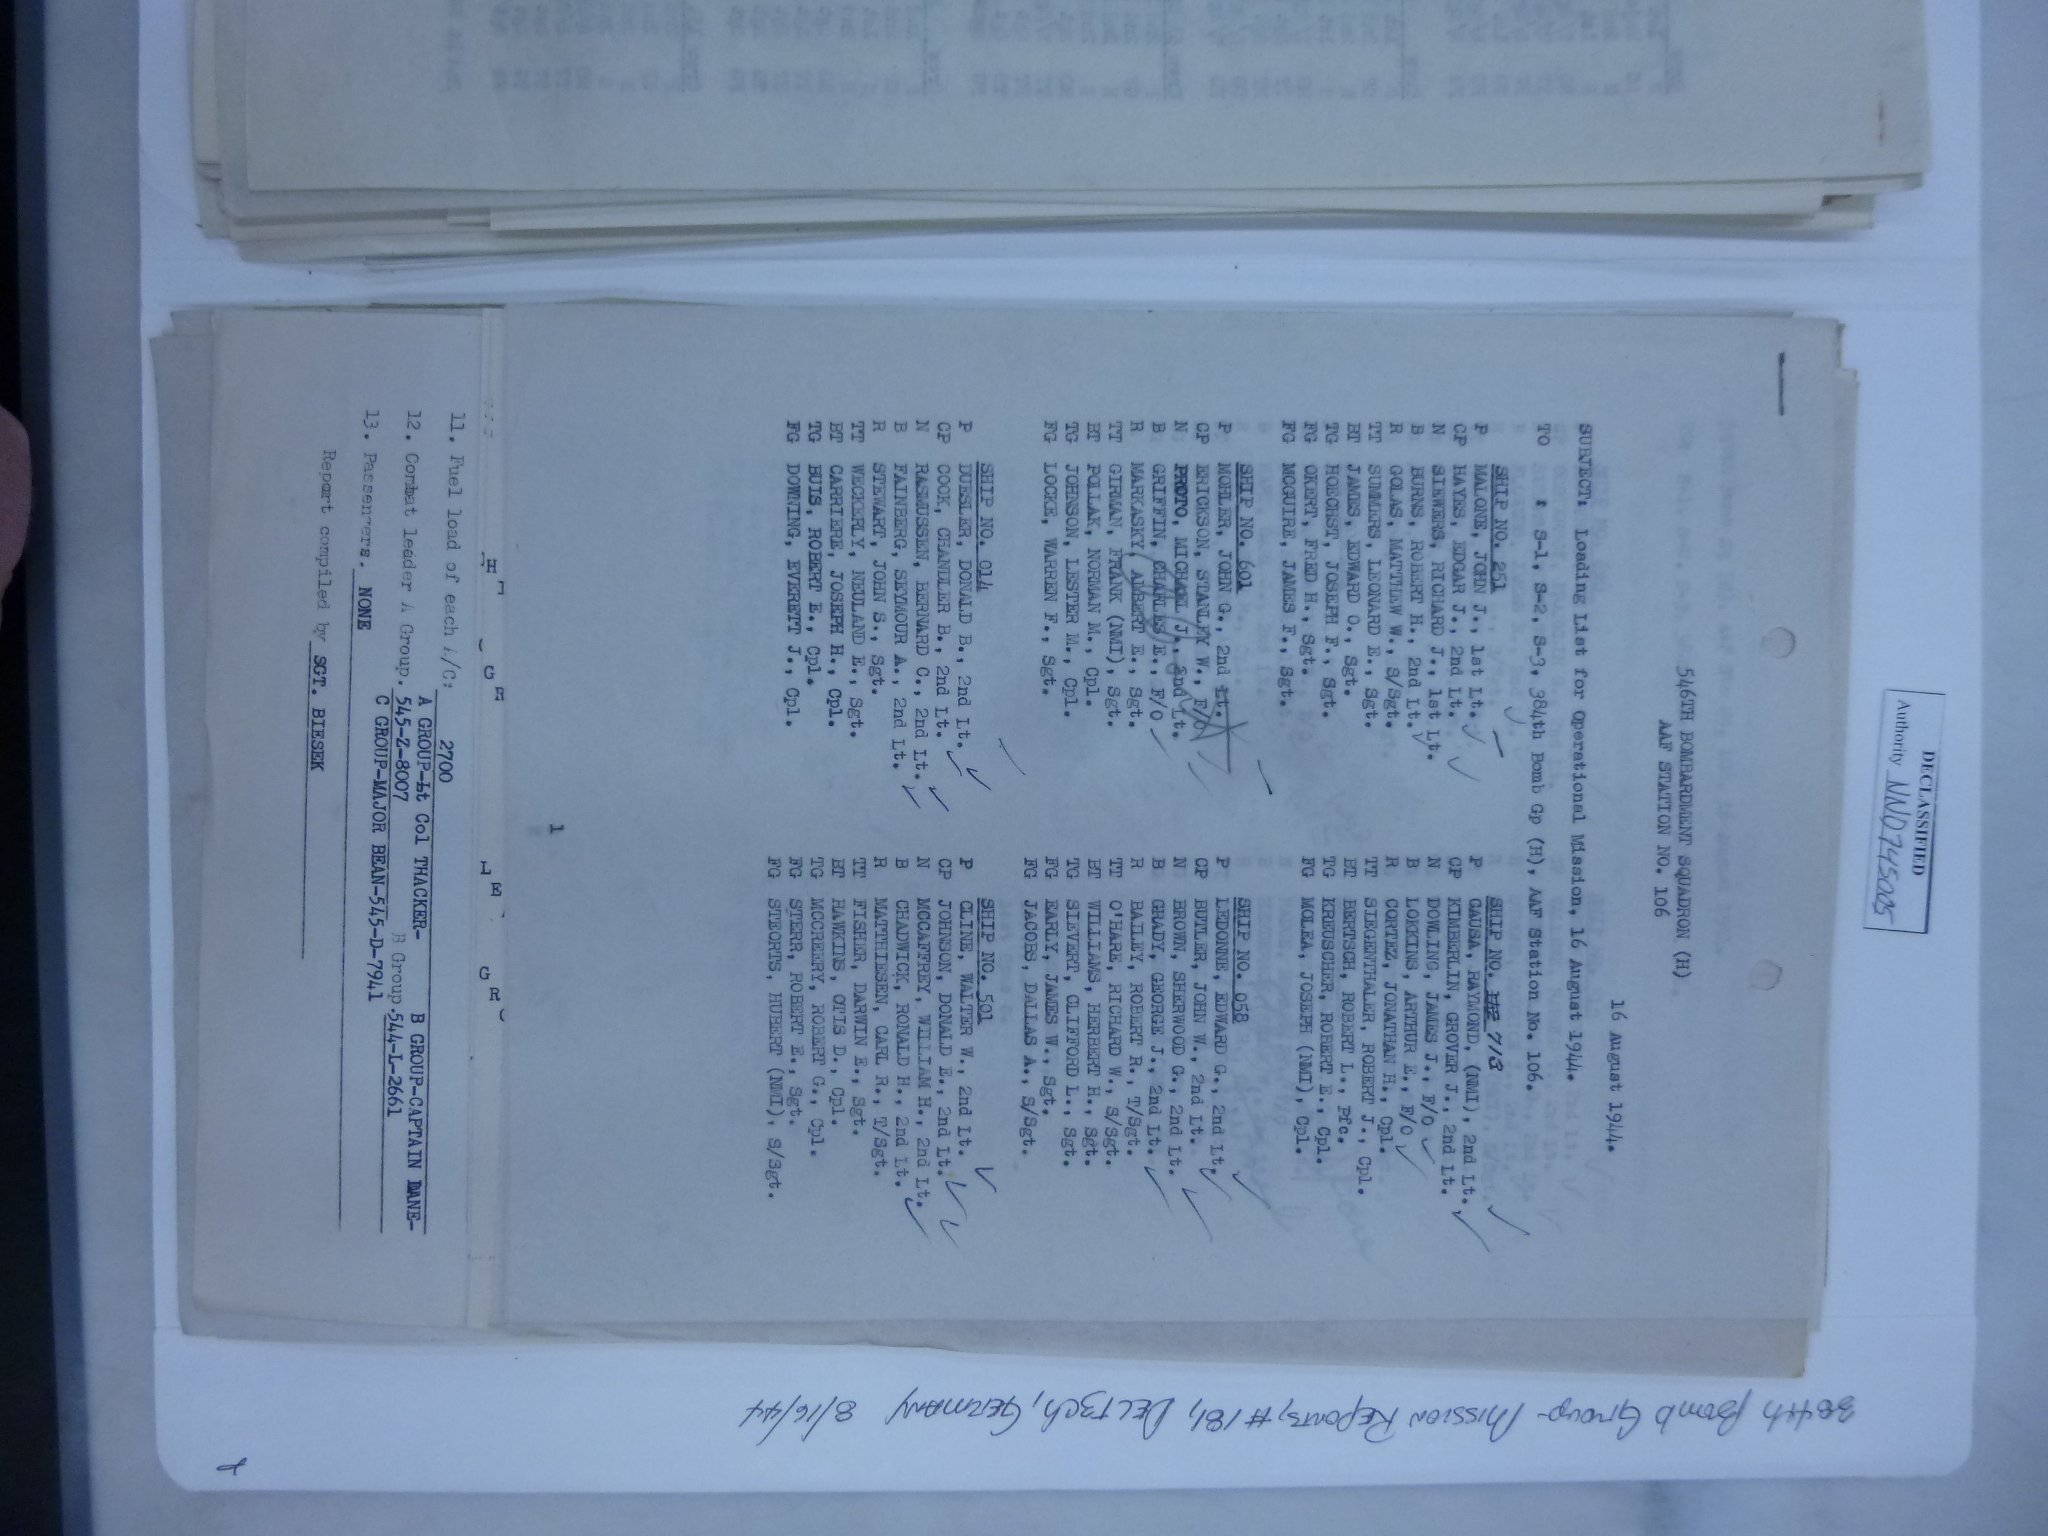 DECLASSIFIED
Authority NND745005
546TH BOMBARDMENT SQUADRON (H)
AAF STATION NO. 106
16 August 1944.
SUBJECT: Loading List for Operational Mission, 16 August 1944.
TO : S-1, S-2, S-3, 384th Bomb Gp (H), AAF Station No. 106.
SHIP NO. 251
P MALONE, JOHN J., 1st Lt.
CP HAYES, EDGAR J., 2nd Lt.
N SIEWERS, RICHARD J., 1st Lt.
B BURNS, ROBERT H., 2nd Lt.
R GOLAS, MATTHEW W., S/Sgt.
TT SUMMERS, LEONARD E., Sgt.
BT JAMES, EDWARD O., Sgt.
TG HOECHST, JOSEPH F., Sgt.
FG OKERT, FRED H., Sgt.
FG MCGUIRE, JAMES F., Sgt.
SHIP NO. 713
P CAUSA, RAYMOND, (NMI), 2nd Lt.
CP KIMBERLIN, GROVER J., 2nd Lt.
N DOWLING, JAMES J., F/O
B LOKKINS, ARTHUR E., F/O
R CORTEZ, JONATHAN H., Cpl.
TT SIEGENTHALER, ROBERT J., Cpl.
BT BERTSCH, ROBERT L., Pfc.
TG KREUSCHER, ROBERT E., Cpl.
FG MCLEA, JOSEPH (NMI), Cpl.
SHIP NO. 601
P MOHLER, JOHN G., 2nd Lt.
CP ERICKSON, STANLEY W., F/O
N PROTO, MICHAEL J., 2nd Lt.
B GRIFFIN, CHARLES E., F/O
R MARKASKY, ALBERT E., Sgt.
TT GIRMAN, FRANK (NMI), Sgt.
BT POLLAK, NORMAN M., Cpl.
TG JOHNSON, LESTER M., Cpl.
FG LOCKE, WARREN F., Sgt.
SHIP NO. 058
P LEDONNE, EDWARD G., 2nd Lt.
CP BUTLER, JOHN W., 2nd Lt.
N BROWN, SHERWOOD G., 2nd Lt.
B GRADY, GEORGE J., 2nd Lt.
R BAILEY, ROBERT R., T/Sgt.
TT O'HARE, RICHARD W., S/Sgt.
BT WILLIAMS, HERBERT H., Sgt.
TG SIEVERT, CLIFFORD L., Sgt.
FG EARLY, JAMES W., Sgt.
FG JACOBS, DALLAS A., S/Sgt.
SHIP NO. 014
P DUESLER, DONALD B., 2nd Lt.
CP COOK, CHANDLER B., 2nd Lt.
N RASMUSSEN, BERNARD C., 2nd Lt.
B FAINBERG, SEYMOUR A., 2nd Lt.
R STEWART, JOHN S., Sgt.
TT WECKERLY, NEULAND E., Sgt.
BT CARRIERE, JOSEPH H., Cpl.
TG BUIS, ROBERT E., Cpl.
FG DOWNING, EVERETT J., Cpl.
SHIP NO. 501
P CLINE, WALTER W., 2nd Lt.
CP JOHNSON, DONALD E., 2nd Lt.
N MCCAFFREY, WILLIAM H., 2nd Lt.
B CHADWICK, RONALD H., 2nd Lt.
R MATTHIESEN, CARL R., T/Sgt.
TT FISHER, DARWIN E., Sgt.
BT HAWKINS, OTIS D., Cpl.
TG MCCREERY, ROBERT G., Cpl.
FG STERR, ROBERT E., Sgt.
FG STEORTS, HUBERT (NMI), S/Sgt.
1
11. Fuel load of each A/C: 2700
A GROUP-Lt Col THACKER- B GROUP-CAPTAIN DANE-
12. Combat leader A Group. 545-Z-8007 B Group. 544-L-2661
C GROUP-MAJOR BEAN-545-D-7941
13. Passengers. NONE
Report compiled by SGT. BIESEK
384th Bomb Group - Mission Reports, #181, Delitzch, Germany 8/16/44